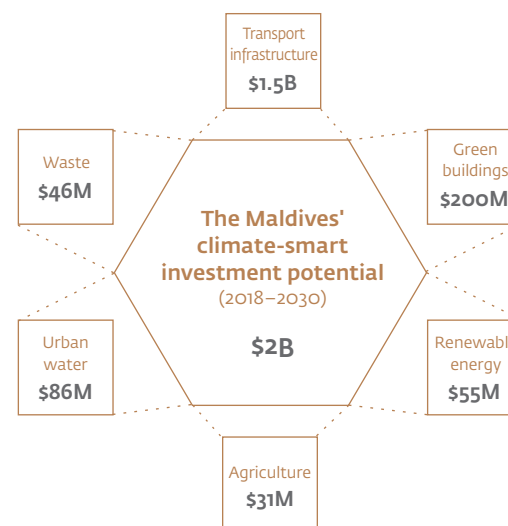 Transport
infrastructure
$1.5B
Waste
$46M
Green
buildings
$200M
The Maldives'
climate-smart
investment potential
(2018–2030)
$2B
Urban
water
$86M
Renewabl
energy
$55M
Agriculture
$31M